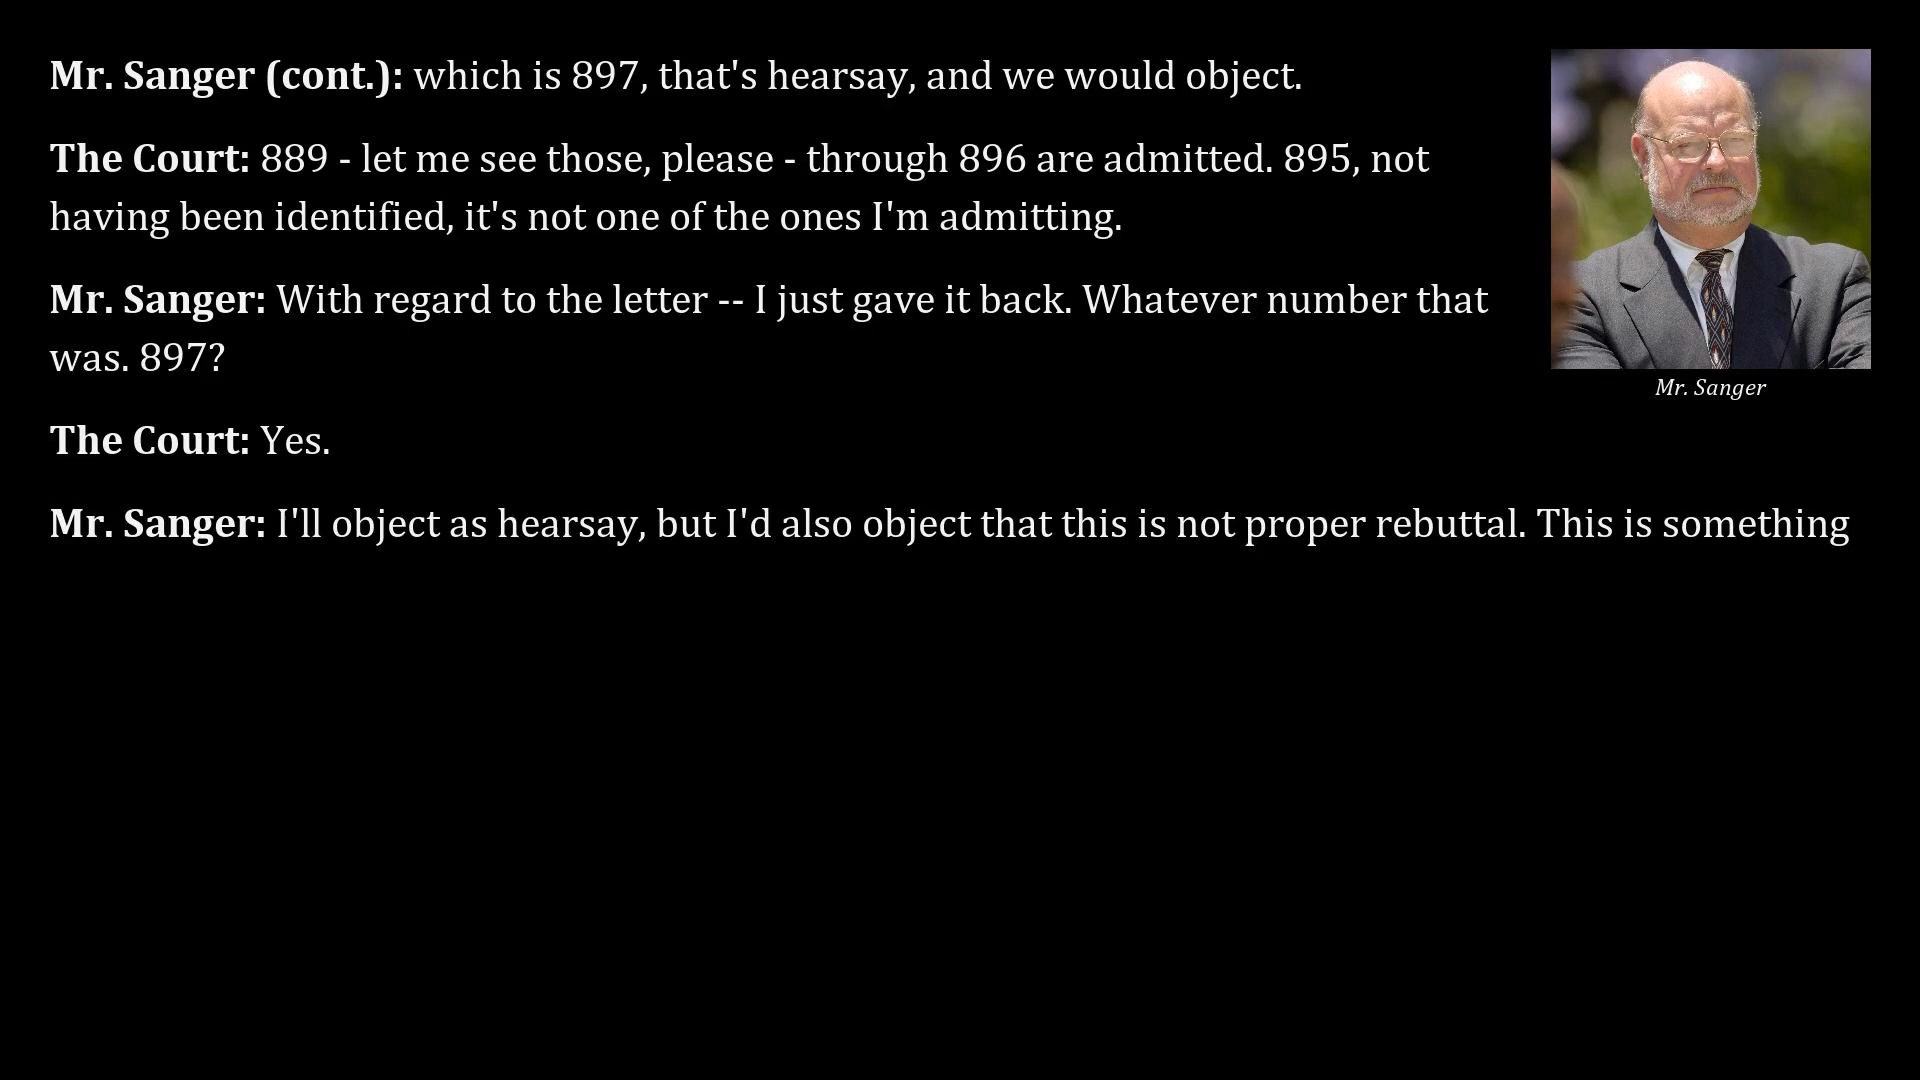 Mr. Sanger (cont.): which is 897, that's hearsay, and we would object.
The Court: 889 - let me see those, please - through 896 are admitted. 895, not
having been identified, it's not one of the ones I'm admitting.
Mr. Sanger: With regard to the letter -- I just gave it back. Whatever number that
was. 897?
Mr. Sanger
The Court: Yes.
Mr. Sanger: I'll object as hearsay, but I'd also object that this is not proper rebuttal. This is something